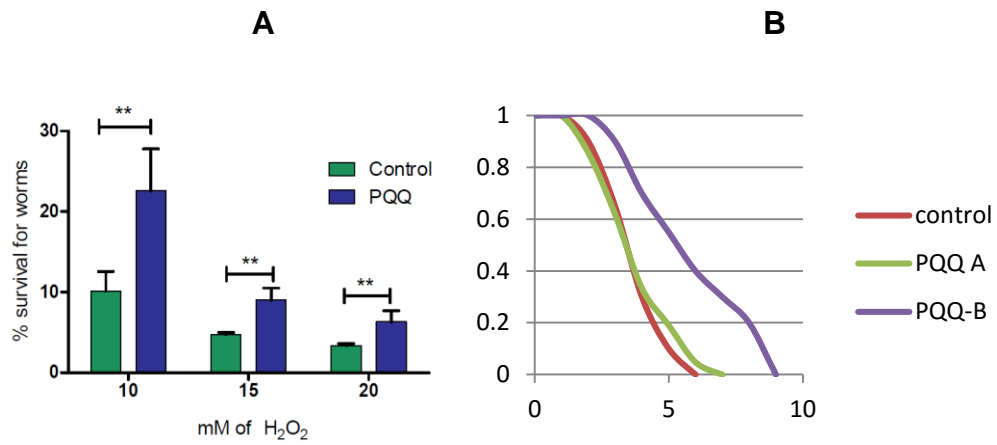 A
B
% survival for worms
30
20
10
0
**
**
**
Control
PQQ
10
15
20
mM of H₂O₂
1
0.8
0.6
0.4
0.2
0
0
5
10
control
PQQ A
PQQ-B